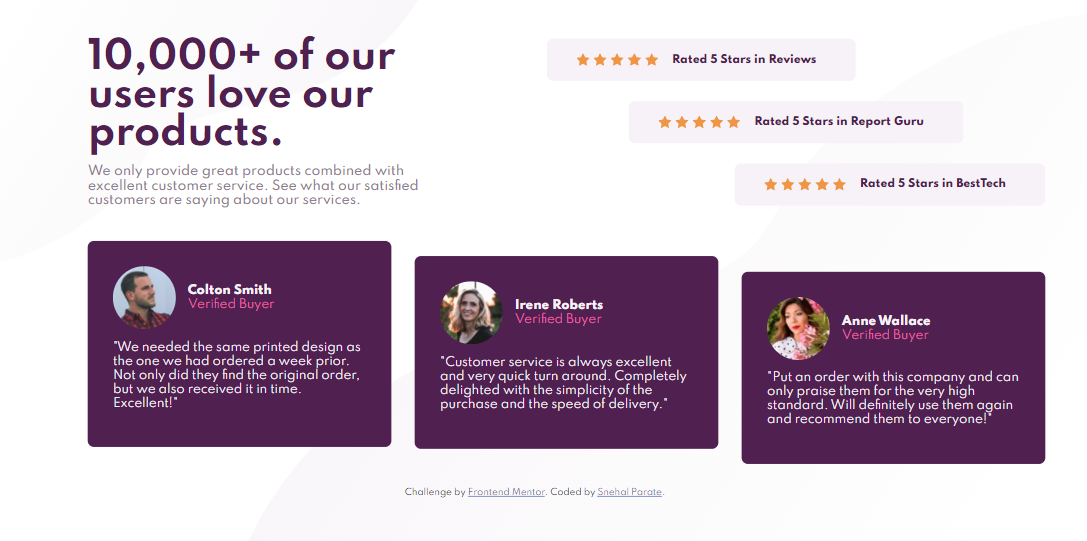 10,000+ of our
users love our
products.
We only provide great products combined with
excellent customer service. See what our satisfied
customers are saying about our services.
Rated 5 Stars in Reviews
Rated 5 Stars in Report Guru
Rated 5 Stars in BestTech
Colton Smith
Verified Buyer
"We needed the same printed design as
the one we had ordered a week prior.
Not only did they find the original order,
but we also received it in time.
Excellent!"
Irene Roberts
Verified Buyer
"Customer service is always excellent
and very quick turn around. Completely
delighted with the simplicity of the
purchase and the speed of delivery."
Anne Wallace
Verified Buyer
"Put an order with this company and can
only praise them for the very high
standard. Will definitely use them again
and recommend them to everyone!"
Challenge by Frontend Mentor. Coded by Snehal Parate.